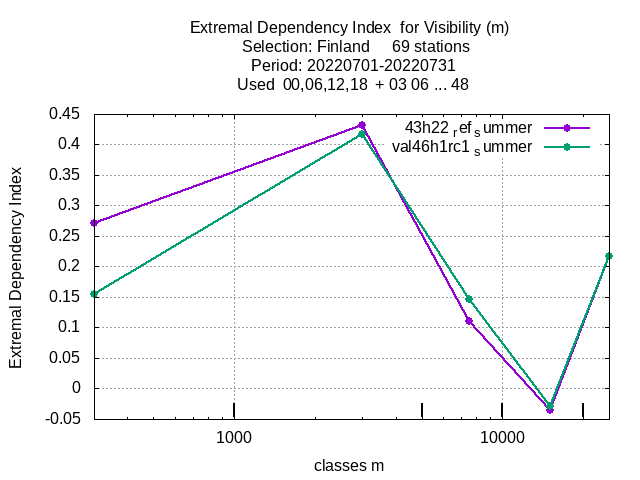 Extremal Dependency Index  for Visibility (m)
Selection: Finland     69 stations
Period: 20220701-20220731
Used  00,06,12,18  + 03 06 ... 48
0.45
0.4
0.35
0.3
0.25
0.2
0.15
0.1
0.05
0
-0.05
Extremal Dependency Index
43h22 ref summer
val46h1rc1 summer
1000
10000
classes m